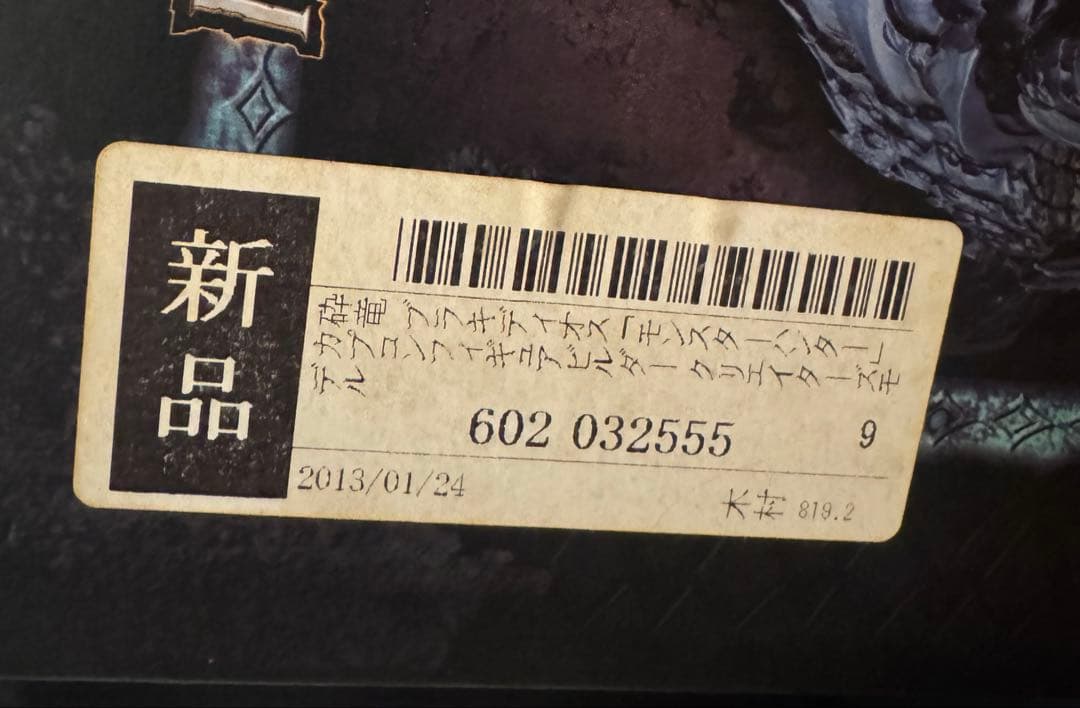 新品
砕竜 ブラキディオス 「モンスターハンター」
カプコンフィギュアビルダー クリエイターズモ
デル
602 032555 9
2013/01/24
木村 819.2